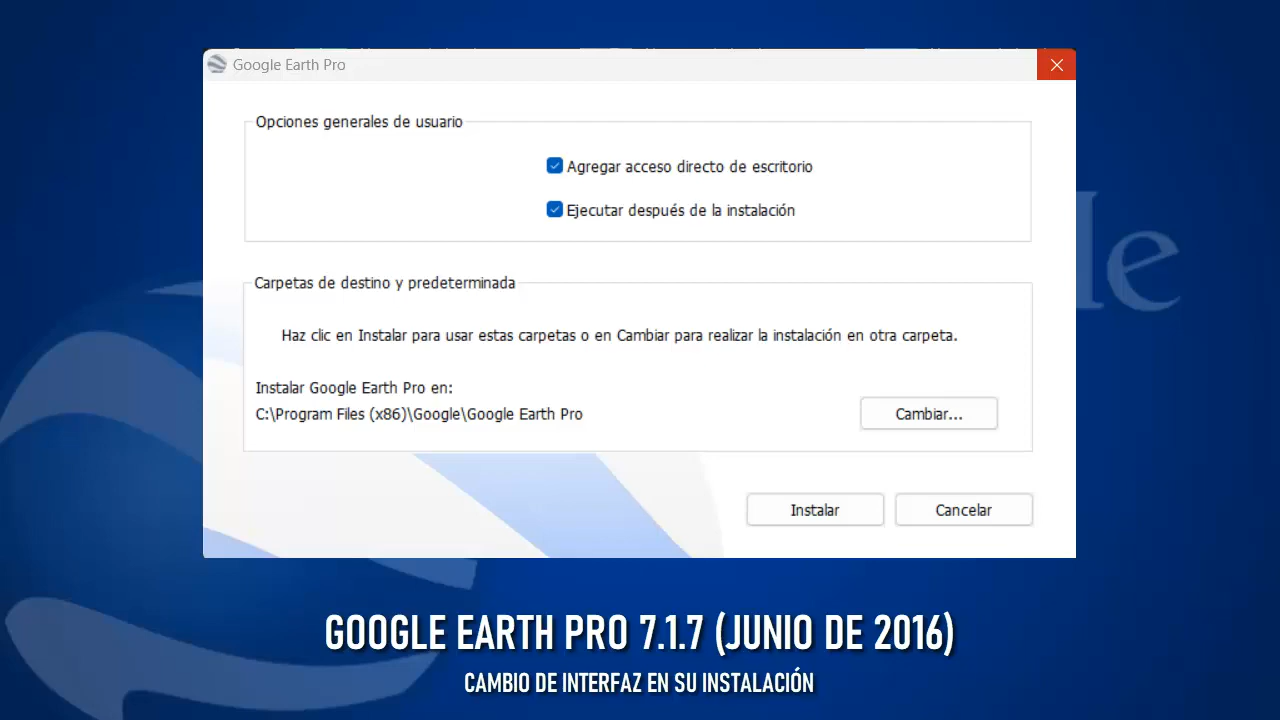 Google Earth Pro
Opciones generales de usuario
Agregar acceso directo de escritorio
Ejecutar después de la instalación
Carpetas de destino y predeterminada
Haz clic en Instalar para usar estas carpetas o en Cambiar para realizar la instalación en otra carpeta.
Instalar Google Earth Pro en:
C:\Program Files (x86)\Google\Google Earth Pro
Cambiar...
Instalar
Cancelar
le
GOOGLE EARTH PRO 7.1.7 (JUNIO DE 2016)
CAMBIO DE INTERFAZ EN SU INSTALACIÓN